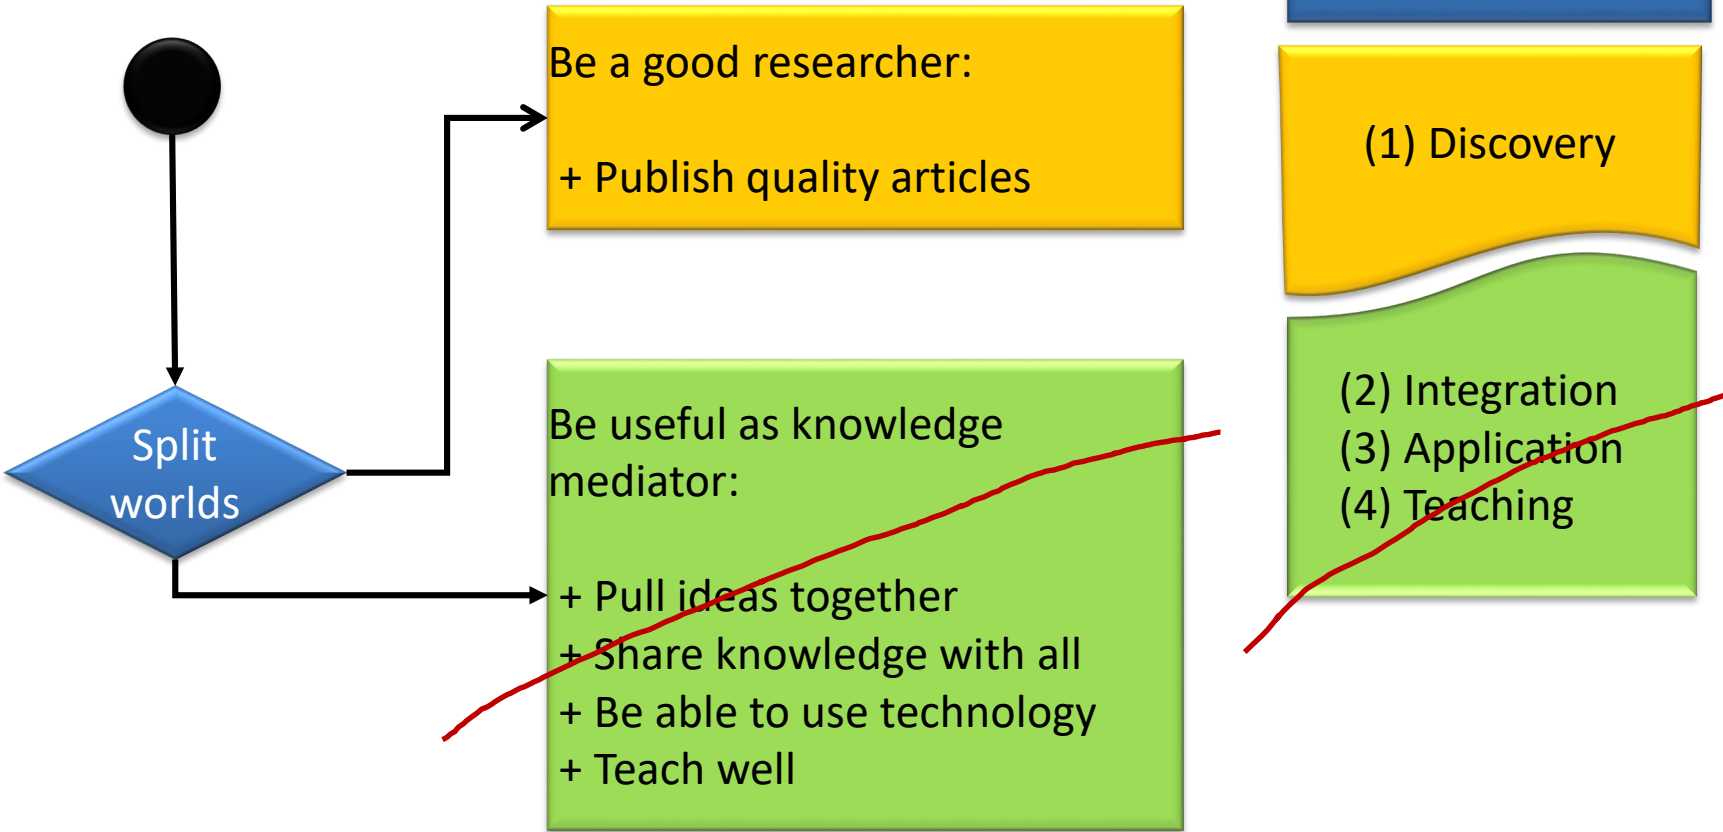 Be a good researcher:
+ Publish quality articles
(1) Discovery
Split
worlds
Be useful as knowledge
mediator:
+ Pull ideas together
+ Share knowledge with all
+ Be able to use technology
+ Teach well
(2) Integration
(3) Application
(4) Teaching